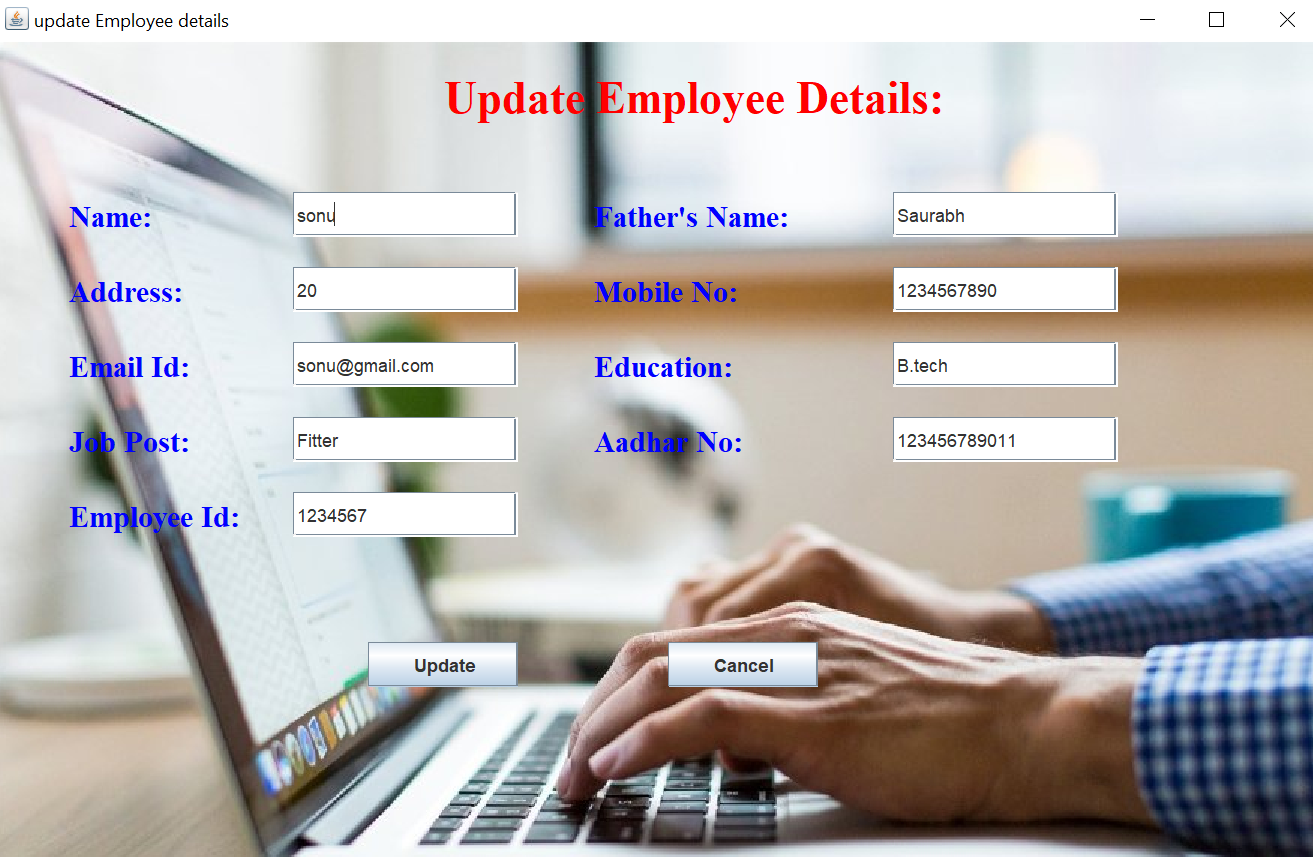 update Employee details
Update Employee Details:
Name: sonu Father's Name: Saurabh
Address: 20 Mobile No: 1234567890
Email Id: sonu@gmail.com Education: B.tech
Job Post: Fitter Aadhar No: 123456789011
Employee Id: 1234567
Update Cancel